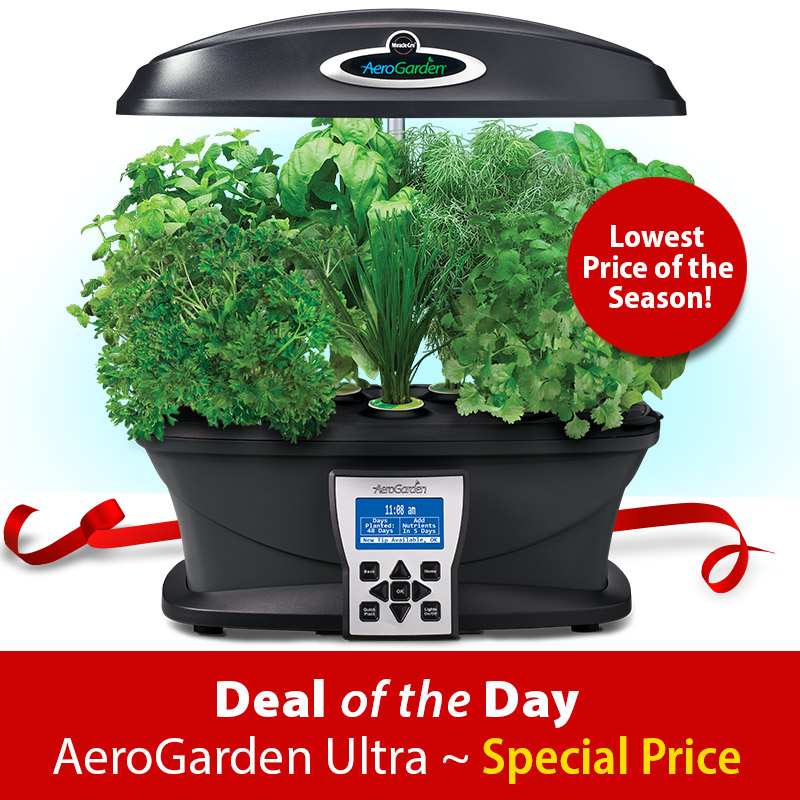 Miracle-Gro
AeroGarden
Lowest
Price of the
Season!
AeroGarden
11:08 am
Days
Planted:
48 Days
Add
Nutrients
In 5 Days
New Tip Available, OK
Back
Home
OK
Quick
Plant
Lights
On/Off
Deal of the Day
AeroGarden Ultra ~ Special Price